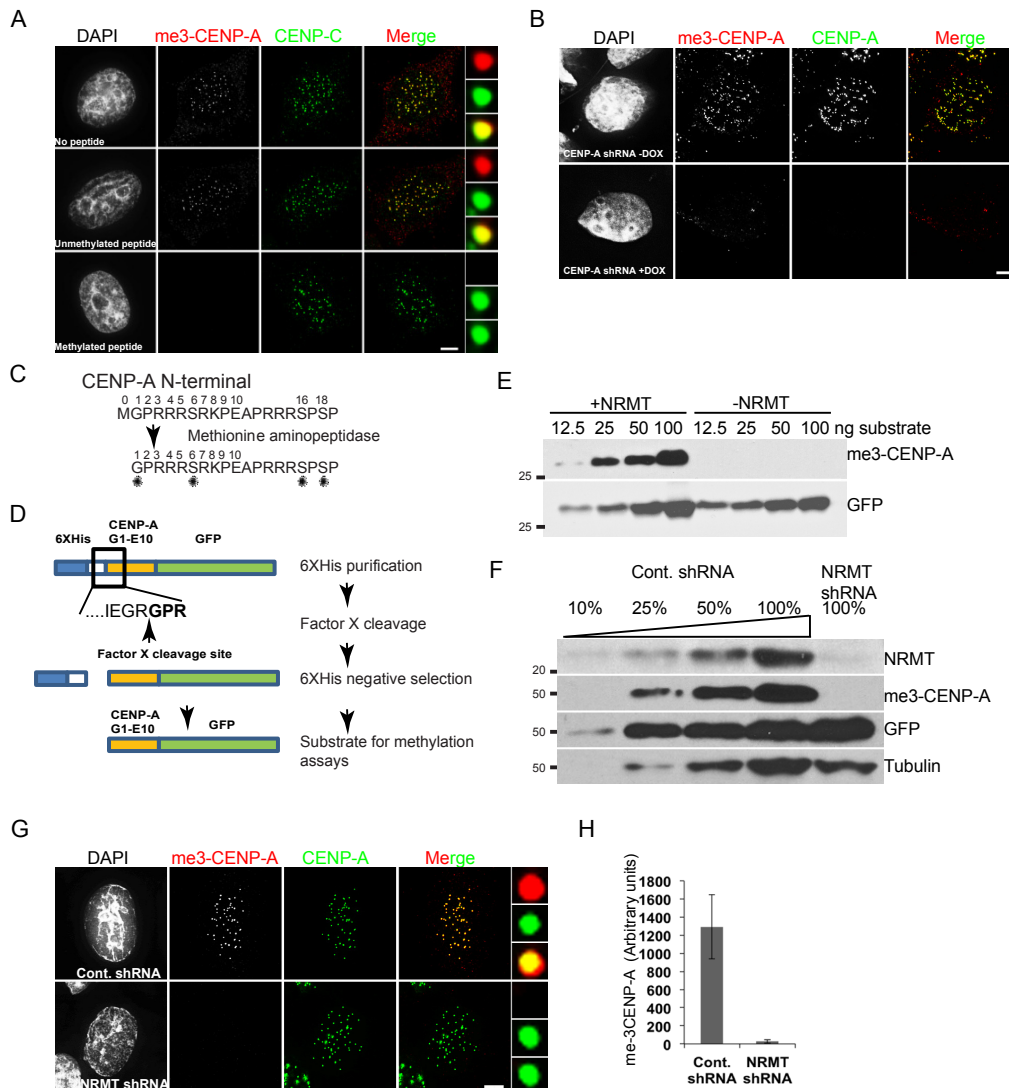 A
DAPI me3-CENP-A CENP-C Merge
No peptide
Unmethylated peptide
Methylated peptide
B
DAPI me3-CENP-A CENP-A Merge
CENP-A shRNA -DOX
CENP-A shRNA +DOX
C
CENP-A N-terminal
0 1 2 3 4 5 6 7 8 9 10 16 18
MGPRRRSRKPEAPRRRSPSP
Methionine aminopeptidase
1 2 3 4 5 6 7 8 9 10
GPRRRSRKPEAPRRRSPSP
D
6XHis CENP-A G1-E10 GFP
....IEGRGPR
Factor X cleavage site
CENP-A G1-E10 GFP
6XHis purification
Factor X cleavage
6XHis negative selection
Substrate for methylation assays
E
+NRMT -NRMT
12.5 25 50 100 12.5 25 50 100 ng substrate
me3-CENP-A
25
GFP
25
F
Cont. shRNA NRMT shRNA
10% 25% 50% 100% 100%
NRMT
20
me3-CENP-A
50
GFP
50
Tubulin
50
G
DAPI me3-CENP-A CENP-A Merge
Cont. shRNA
NRMT shRNA
H
me-3CENP-A (Arbitrary units)
1800
1600
1400
1200
1000
800
600
400
200
0
Cont. shRNA
NRMT shRNA